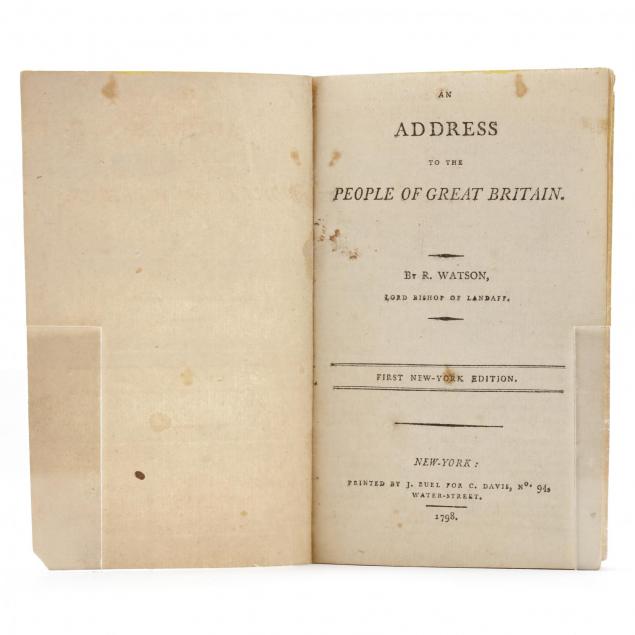 AN
ADDRESS
TO THE
PEOPLE OF GREAT BRITAIN.
BY R. WATSON,
LORD BISHOP OF LANDAFF.
FIRST NEW-YORK EDITION.
NEW-YORK:
PRINTED BY J. BUEL FOR C. DAVIS, No. 94,
WATER-STREET.
1798.